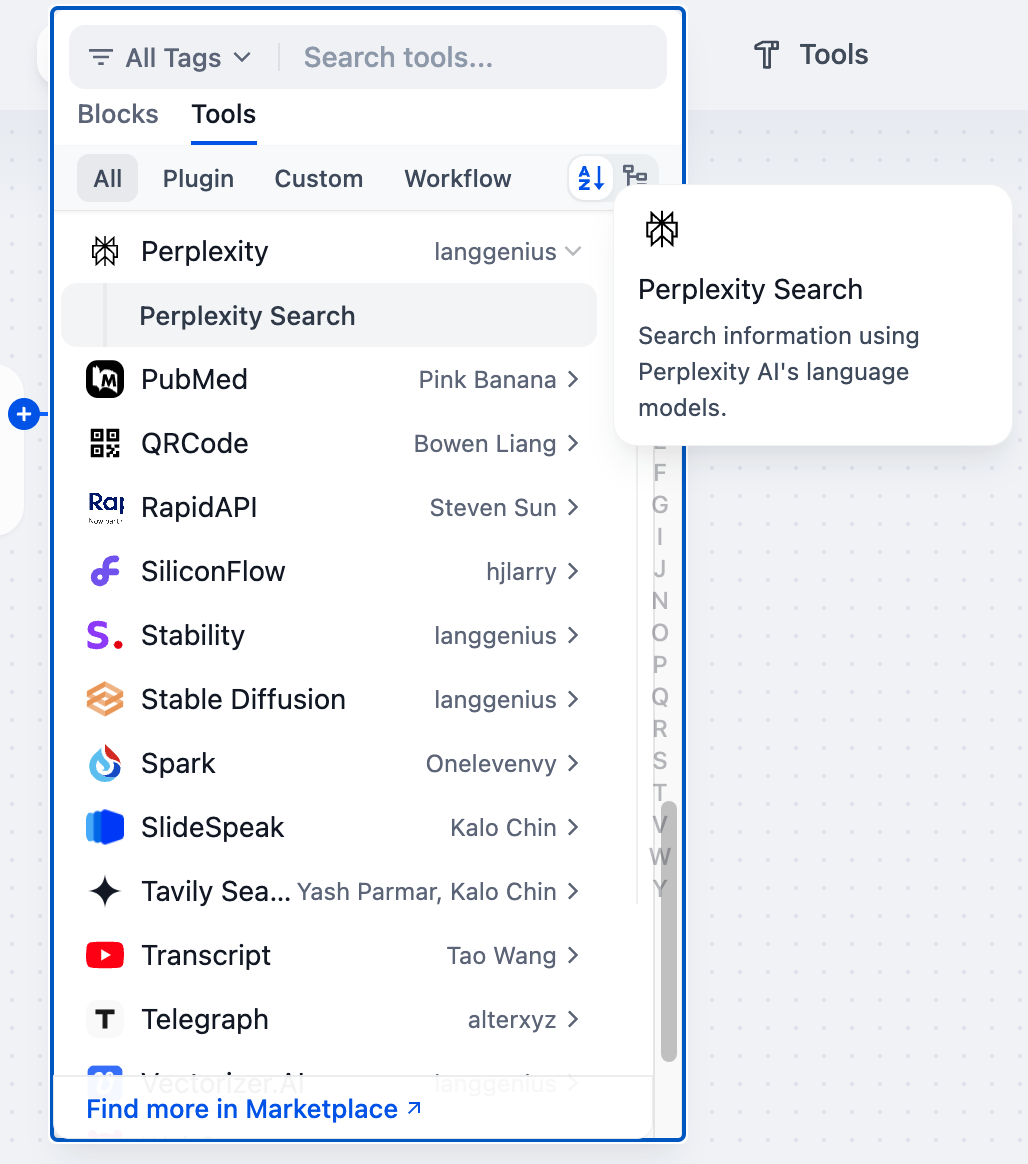 All Tags Search tools...
Tools
Blocks Tools
All Plugin Custom Workflow
Perplexity langgenius
Perplexity Search
PubMed Pink Banana
QRCode Bowen Liang
RapidAPI Steven Sun
SiliconFlow hjlarry
Stability langgenius
Stable Diffusion langgenius
Spark Onelevenvy
SlideSpeak Kalo Chin
Tavily Sea... Yash Parmar, Kalo Chin
Transcript Tao Wang
Telegraph alterxyz
Vectorizer.AI langgenius
Find more in Marketplace
Perplexity Search
Search information using
Perplexity AI's language
models.
F
G
I
J
N
O
P
Q
R
S
T
V
W
Y